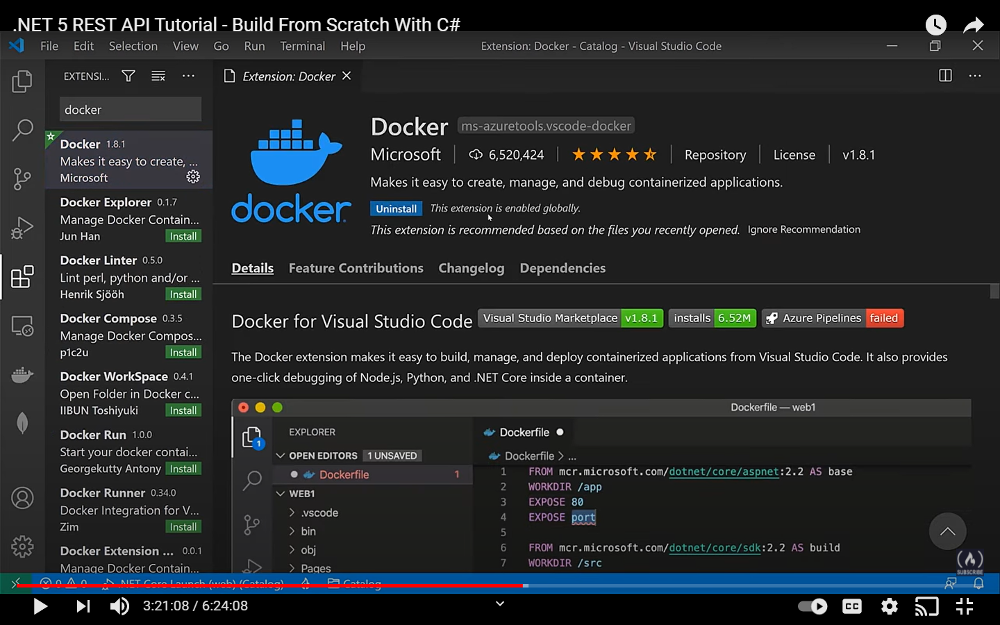 .NET 5 REST API Tutorial - Build From Scratch With C#
File Edit Selection View Go Run Terminal Help
Extension: Docker - Catalog - Visual Studio Code
EXTENSI...
Extension: Docker
docker
Docker 1.8.1
Makes it easy to create, ...
Microsoft
Docker Explorer 0.1.7
Manage Docker Contain...
Jun Han Install
Docker Linter 0.5.0
Lint perl, python and/or ...
Henrik Sjööh Install
Docker Compose 0.3.5
Manage Docker Compos...
p1c2u Install
Docker WorkSpace 0.4.1
Open Folder in Docker c...
IIBUN Toshiyuki Install
Docker Run 1.0.0
Start your docker contai...
Georgekutty Antony Install
Docker Runner 0.34.0
Docker Integration for V...
Zim Install
Docker Extension ... 0.0.1
Manage Docker Contain...
docker
Docker ms-azuretools.vscode-docker
Microsoft 6,520,424 Repository License v1.8.1
Makes it easy to create, manage, and debug containerized applications.
Uninstall This extension is enabled globally.
This extension is recommended based on the files you recently opened. Ignore Recommendation
Details Feature Contributions Changelog Dependencies
Docker for Visual Studio Code Visual Studio Marketplace v1.8.1 installs 6.52M Azure Pipelines failed
The Docker extension makes it easy to build, manage, and deploy containerized applications from Visual Studio Code. It also provides
one-click debugging of Node.js, Python, and .NET Core inside a container.
Dockerfile — web1
EXPLORER
OPEN EDITORS 1 UNSAVED
Dockerfile 1
WEB1
.vscode
bin
obj
Pages
1
Dockerfile
Dockerfile > ...
1 FROM mcr.microsoft.com/dotnet/core/aspnet:2.2 AS base
2 WORKDIR /app
3 EXPOSE 80
4 EXPOSE port
5
6 FROM mcr.microsoft.com/dotnet/core/sdk:2.2 AS build
7 WORKDIR /src
SUBSCRIBE
0 0 .NET Core Launch (web) (Catalog) Catalog
3:21:08 / 6:24:08
CC